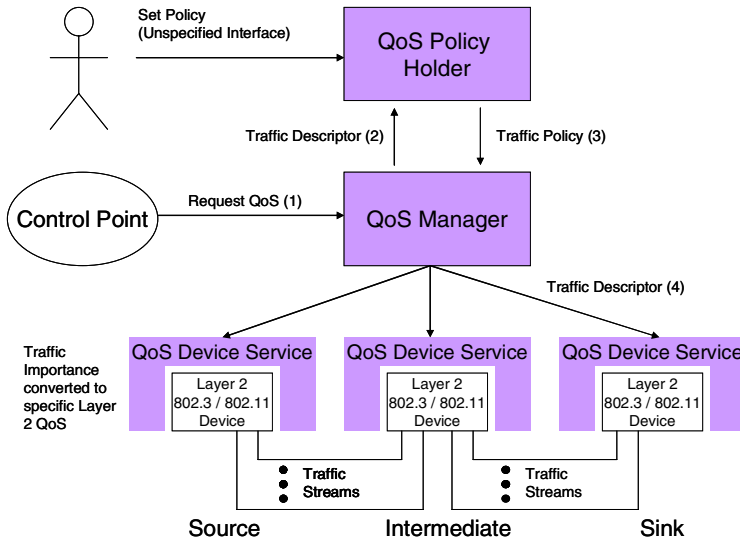 Set Policy
(Unspecified Interface)
QoS Policy
Holder
Traffic Descriptor (2)
Traffic Policy (3)
Control Point
Request QoS (1)
QoS Manager
Traffic Descriptor (4)
Traffic
Importance
converted to
specific Layer
2 QoS
QoS Device Service
Layer 2
802.3 / 802.11
Device
QoS Device Service
Layer 2
802.3 / 802.11
Device
QoS Device Service
Layer 2
802.3 / 802.11
Device
Traffic
Streams
Traffic
Streams
Source
Intermediate
Sink